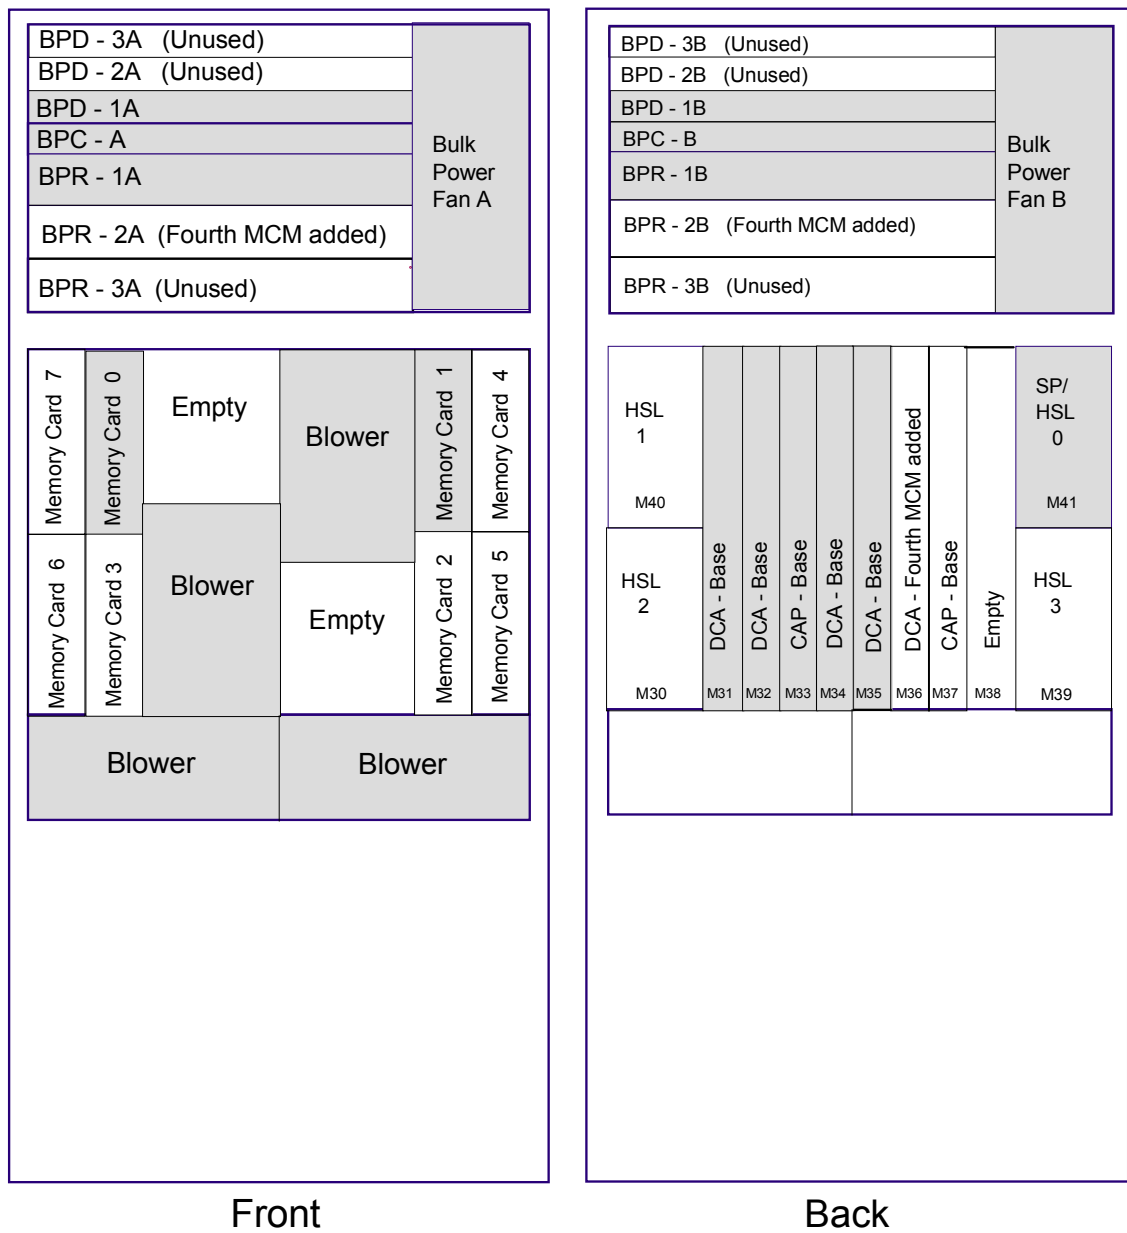 BPD - 3A (Unused)
BPD - 2A (Unused)
BPD - 1A
BPC - A
BPR - 1A
BPR - 2A (Fourth MCM added)
BPR - 3A (Unused)
Bulk
Power
Fan A
Memory Card 7
Memory Card 0
Empty
Blower
Memory Card 1
Memory Card 4
Memory Card 6
Memory Card 3
Blower
Empty
Memory Card 2
Memory Card 5
Blower
Blower
Front
BPD - 3B (Unused)
BPD - 2B (Unused)
BPD - 1B
BPC - B
BPR - 1B
BPR - 2B (Fourth MCM added)
BPR - 3B (Unused)
Bulk
Power
Fan B
HSL
1
M40
HSL
2
M30
DCA - Base
M31
DCA - Base
M32
CAP - Base
M33
DCA - Base
M34
DCA - Base
M35
DCA - Fourth MCM added
M36
CAP - Base
M37
Empty
M38
SP/
HSL
0
M41
HSL
3
M39
Back